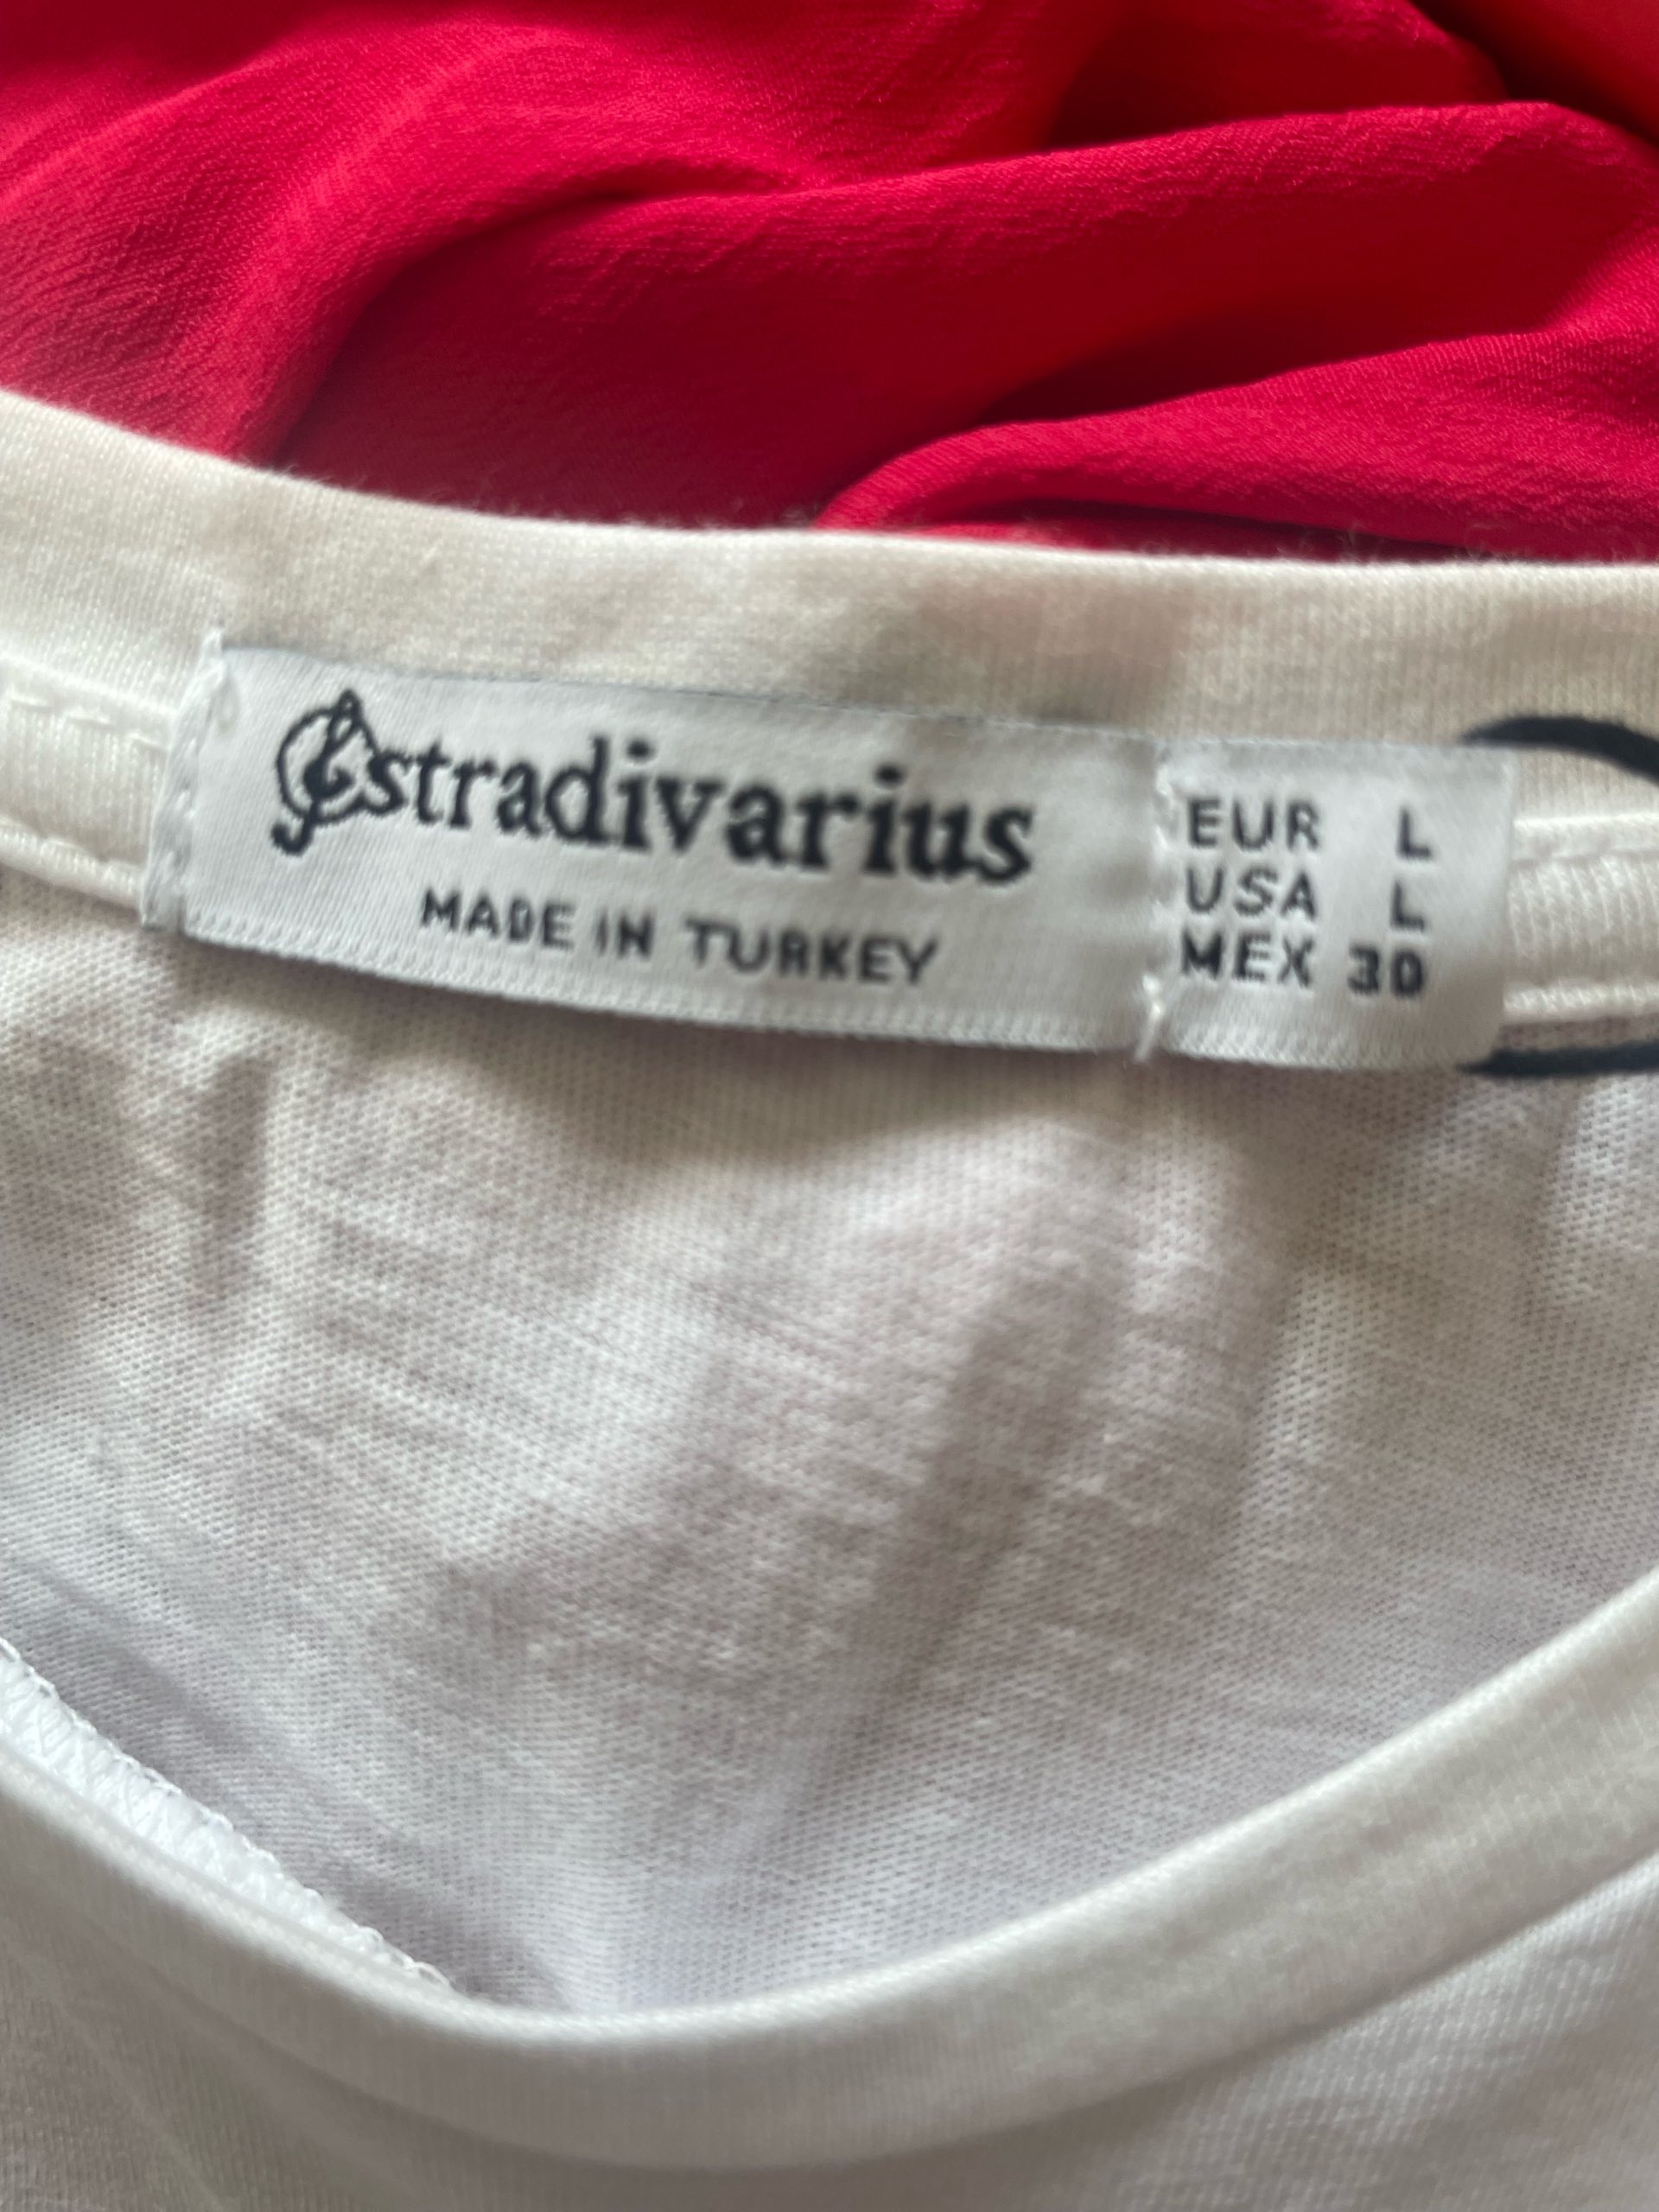 Stradivarius
MADE IN TURKEY
EUR L
USA L
MEX 30